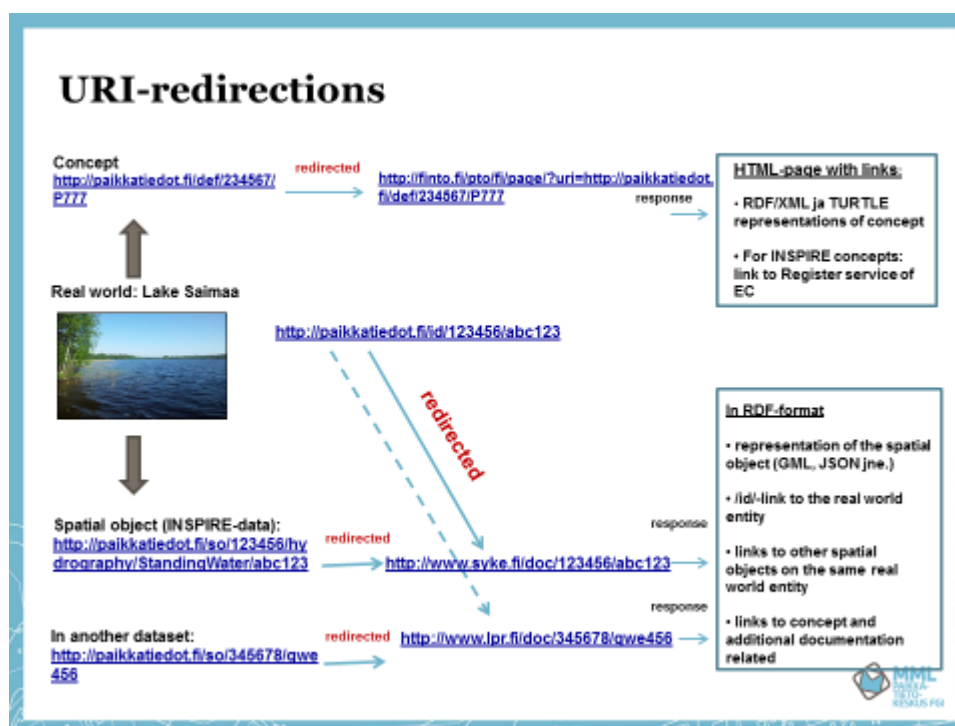 URI-redirections
Concept
http://paikkatiedot.fi/def/234567/
P777
redirected
http://finto.fi/pto/fi/page/?uri=http://paikkatiedot.
fi/def/234567/P777
response
HTML-page with links:
• RDF/XML ja TURTLE
representations of concept
• For INSPIRE concepts:
link to Register service of
EC
Real world: Lake Saimaa
http://paikkatiedot.fi/id/123456/abc123
redirected
Spatial object (INSPIRE-data):
http://paikkatiedot.fi/so/123456/hy
drography/StandingWater/abc123
redirected
http://www.syke.fi/doc/123456/abc123
response
In another dataset:
http://paikkatiedot.fi/so/345678/qwe
456
redirected
http://www.lpr.fi/doc/345678/qwe456
response
In RDF-format
• representation of the spatial
object (GML, JSON jne.)
• /id/-link to the real world
entity
• links to other spatial
objects on the same real
world entity
• links to concept and
additional documentation
related
MML
PAIKKA-
TIETO-
KESKUS FGI